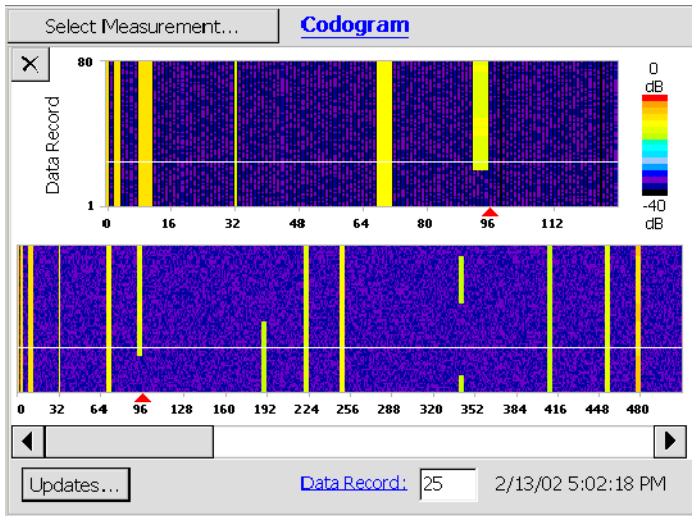 Select Measurement... Codogram
80
Data Record
1
0 16 32 48 64 80 96 112
0
dB
-40
dB
0 32 64 96 128 160 192 224 256 288 320 352 384 416 448 480
Updates... Data Record: 25 2/13/02 5:02:18 PM